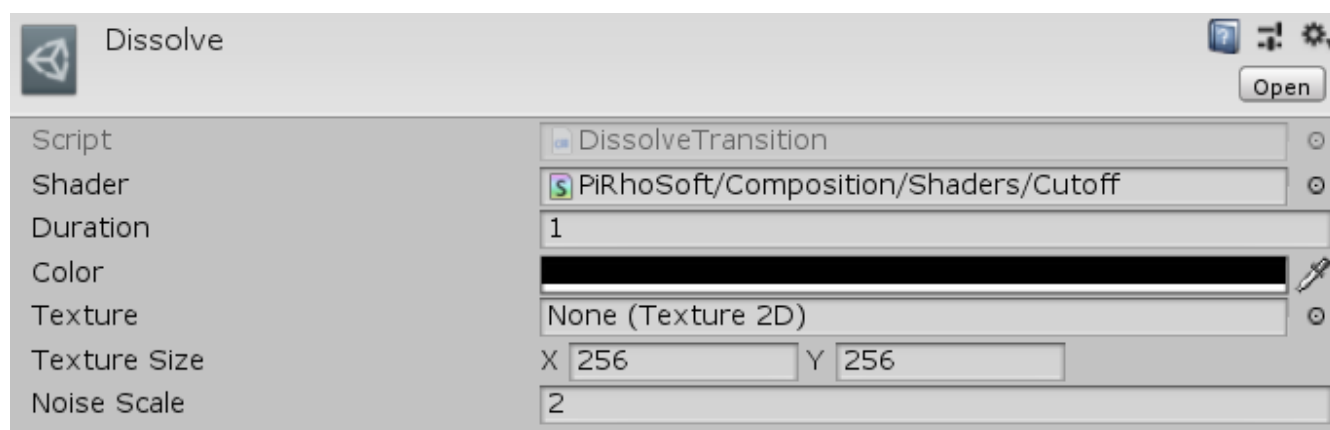 Dissolve
Open
Script DissolveTransition
Shader PiRhoSoft/Composition/Shaders/Cutoff
Duration 1
Color
Texture None (Texture 2D)
Texture Size X 256 Y 256
Noise Scale 2